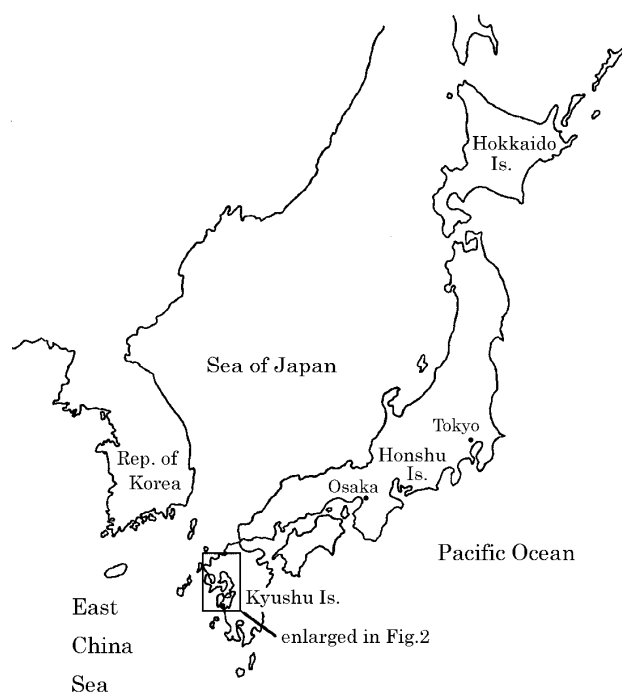 Hokkaido
Is.
Sea of Japan
Tokyo
Honshu
Is.
Rep. of
Korea
Osaka
Pacific Ocean
Kyushu Is.
East
China
Sea
enlarged in Fig.2